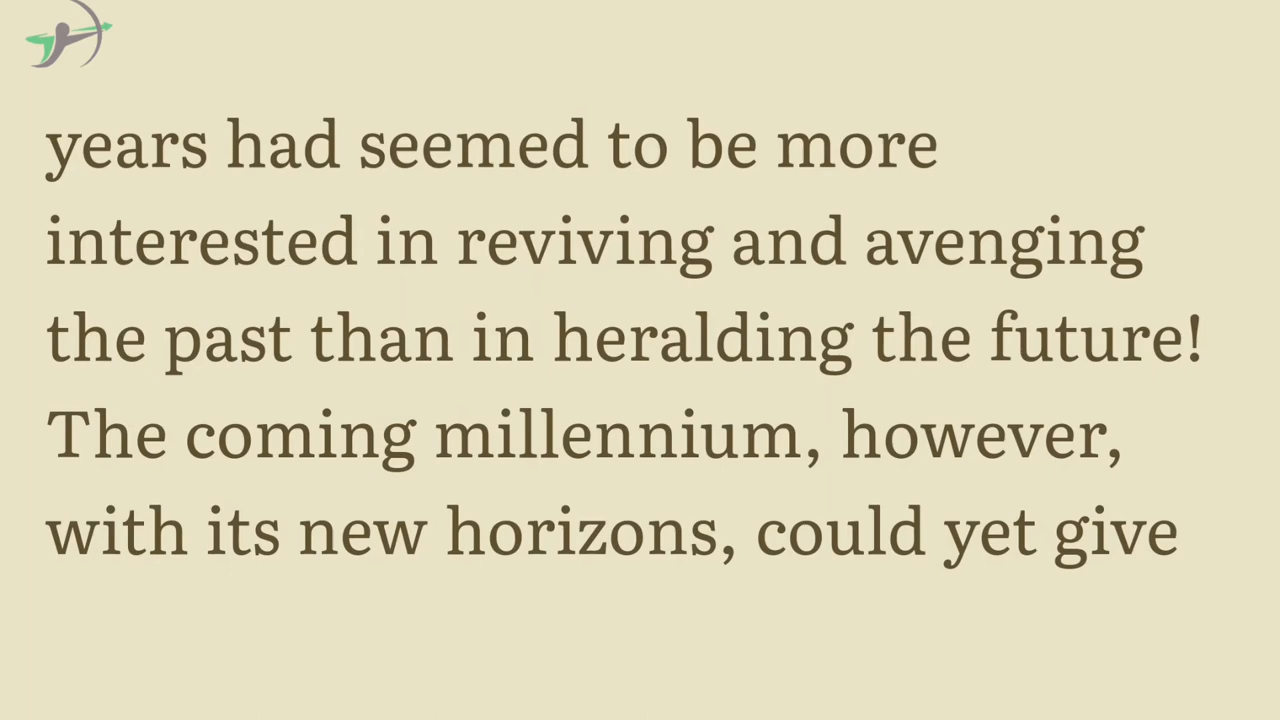 years had seemed to be more
interested in reviving and avenging
the past than in heralding the future!
The coming millennium, however,
with its new horizons, could yet give